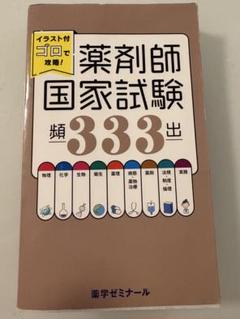 イラスト付
ゴロで
攻略!
薬剤師
国家試験
頻333出
物理
化学
生物
衛生
薬理
病態・薬物治療
薬剤
法規
制度
倫理
実務
薬学ゼミナール